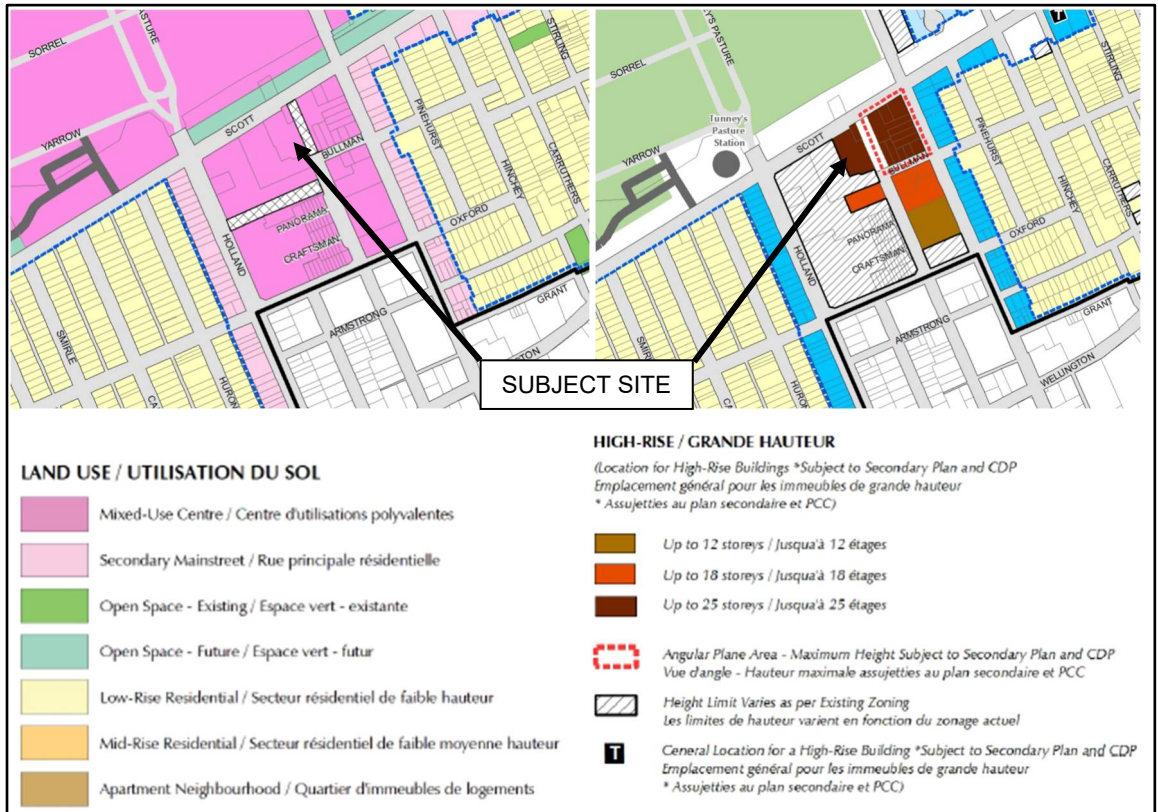 SORREL
PASTURE
STIRLING
YARROW
SCOTT
BULLMAN
PINEHURST
HINCHEY
CARRUTHERS
OXFORD
PANORAMA
CRAFTSMAN
HOLLAND
GRANT
ARMSTRONG
SMIRLE
HURON
SORREL
Y'S PASTURE
T
STIRLING
Tunney's
Pasture
Station
YARROW
SCOTT
BULLMAN
PINEHURST
HINCHEY
CARRUTHERS
OXFORD
PANORAMA
CRAFTSMAN
HOLLAND
GRANT
ARMSTRONG
WELLINGTON
SMIRLE
HURON
SUBJECT SITE
LAND USE / UTILISATION DU SOL
Mixed-Use Centre / Centre d'utilisations polyvalentes
Secondary Mainstreet / Rue principale résidentielle
Open Space - Existing / Espace vert - existante
Open Space - Future / Espace vert - futur
Low-Rise Residential / Secteur résidentiel de faible hauteur
Mid-Rise Residential / Secteur résidentiel de faible moyenne hauteur
Apartment Neighbourhood / Quartier d'immeubles de logements
HIGH-RISE / GRANDE HAUTEUR
(Location for High-Rise Buildings *Subject to Secondary Plan and CDP
Emplacement général pour les immeubles de grande hauteur
* Assujetties au plan secondaire et PCC)
Up to 12 storeys / Jusqu'à 12 étages
Up to 18 storeys / Jusqu'à 18 étages
Up to 25 storeys / Jusqu'à 25 étages
Angular Plane Area - Maximum Height Subject to Secondary Plan and CDP
Vue d'angle - Hauteur maximale assujetties au plan secondaire et PCC
Height Limit Varies as per Existing Zoning
Les limites de hauteur varient en fonction du zonage actuel
T
General Location for a High-Rise Building *Subject to Secondary Plan and CDP
Emplacement général pour les immeubles de grande hauteur
* Assujetties au plan secondaire et PCC)